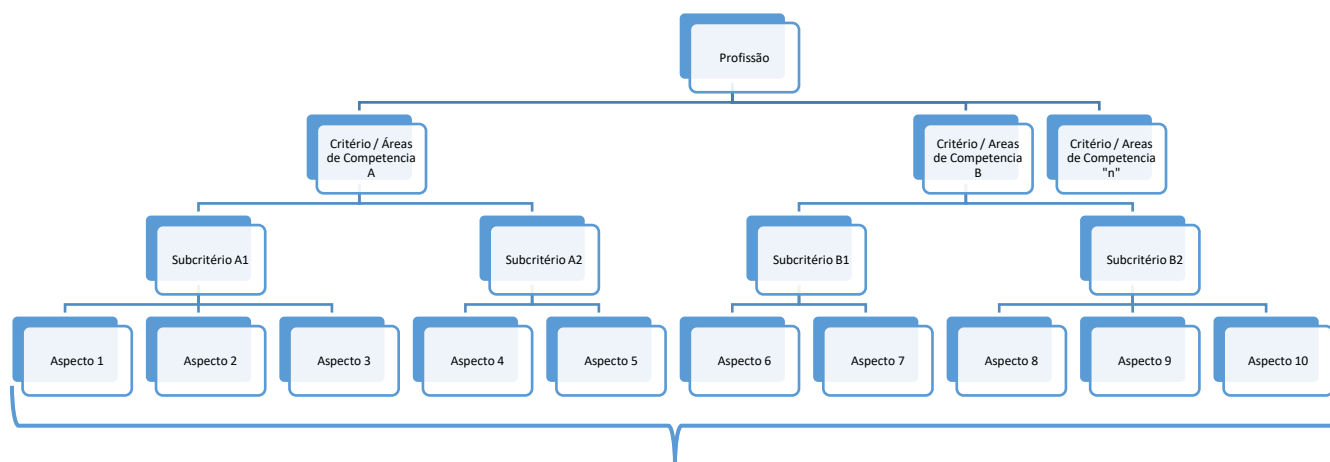 Profissão
Critério / Áreas
de Competencia
A
Critério / Areas
de Competencia
B
Critério / Areas
de Competencia
"n"
Subcritério A1
Subcritério A2
Subcritério B1
Subcritério B2
Aspecto 1
Aspecto 2
Aspecto 3
Aspecto 4
Aspecto 5
Aspecto 6
Aspecto 7
Aspecto 8
Aspecto 9
Aspecto 10